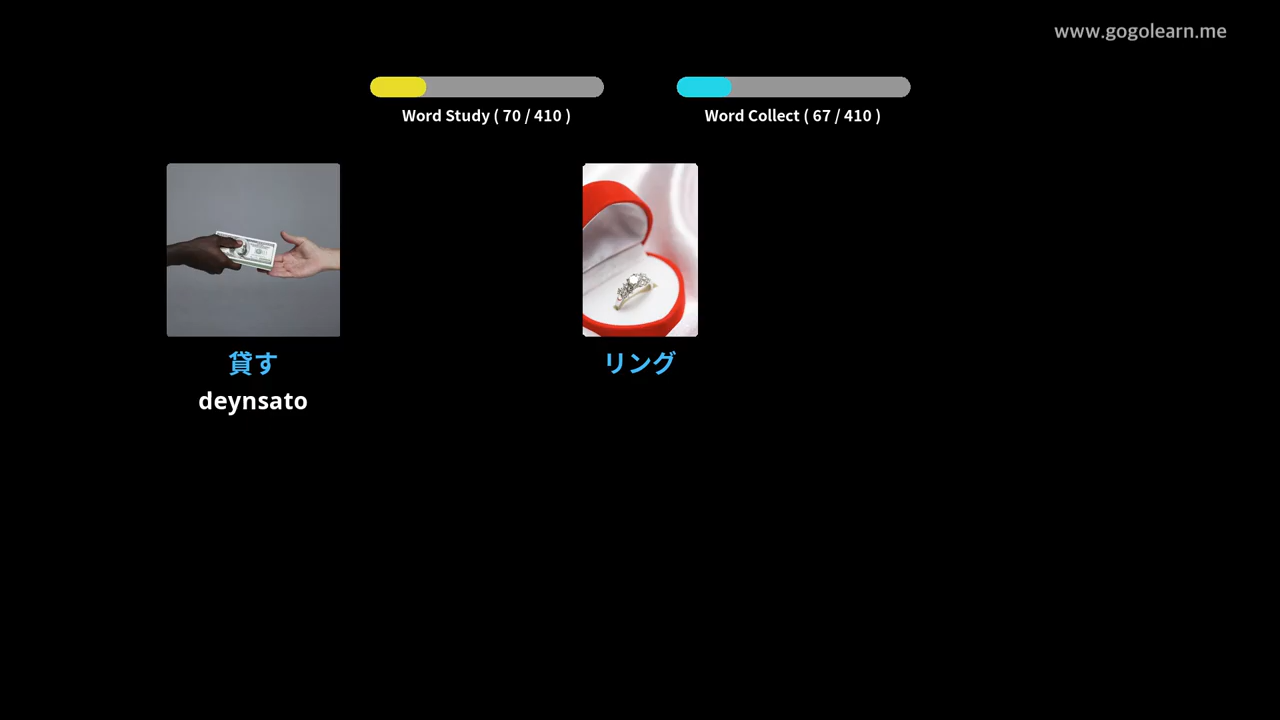 www.gogolearn.me
Word Study ( 70 / 410 )
Word Collect ( 67 / 410 )
貸す
deynsato
リング